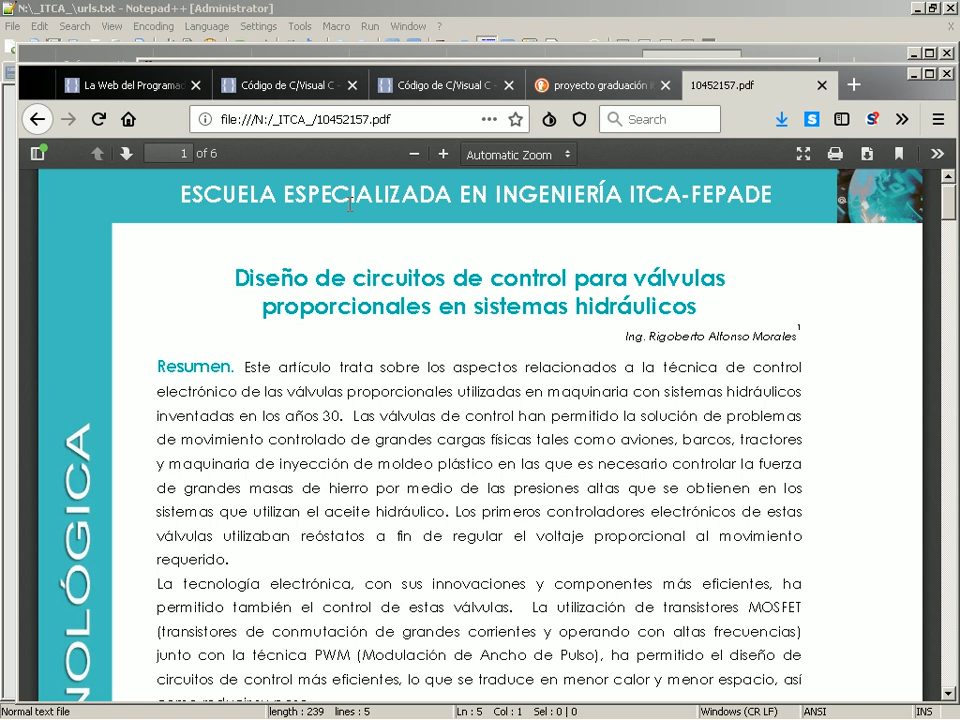 N:\_ITCA_\urls.txt - Notepad++ [Administrator]
File Edit Search View Encoding Language Settings Tools Macro Run Window ?
La Web del Programad
Código de C/Visual C -
Código de C/Visual C -
proyecto graduación it
10452157.pdf
file:///N:/_ITCA_/10452157.pdf
Search
1 of 6
Automatic Zoom
ESCUELA ESPECIALIZADA EN INGENIERÍA ITCA-FEPADE
Diseño de circuitos de control para válvulas
proporcionales en sistemas hidráulicos
Ing. Rigoberto Alfonso Morales1
Resumen. Este artículo trata sobre los aspectos relacionados a la técnica de control
electrónico de las válvulas proporcionales utilizadas en maquinaria con sistemas hidráulicos
inventadas en los años 30. Las válvulas de control han permitido la solución de problemas
de movimiento controlado de grandes cargas físicas tales como aviones, barcos, tractores
y maquinaria de inyección de moldeo plástico en las que es necesario controlar la fuerza
de grandes masas de hierro por medio de las presiones altas que se obtienen en los
sistemas que utilizan el aceite hidráulico. Los primeros controladores electrónicos de estas
válvulas utilizaban reóstatos a fin de regular el voltaje proporcional al movimiento
requerido.
La tecnología electrónica, con sus innovaciones y componentes más eficientes, ha
permitido también el control de estas válvulas. La utilización de transistores MOSFET
(transistores de conmutación de grandes corrientes y operando con altas frecuencias)
junto con la técnica PWM (Modulación de Ancho de Pulso), ha permitido el diseño de
circuitos de control más eficientes, lo que se traduce en menor calor y menor espacio, así
NOLÓGICA
Normal text file
length : 239 lines : 5
Ln : 5 Col : 1 Sel : 0 | 0
Windows (CR LF)
ANSI
INS